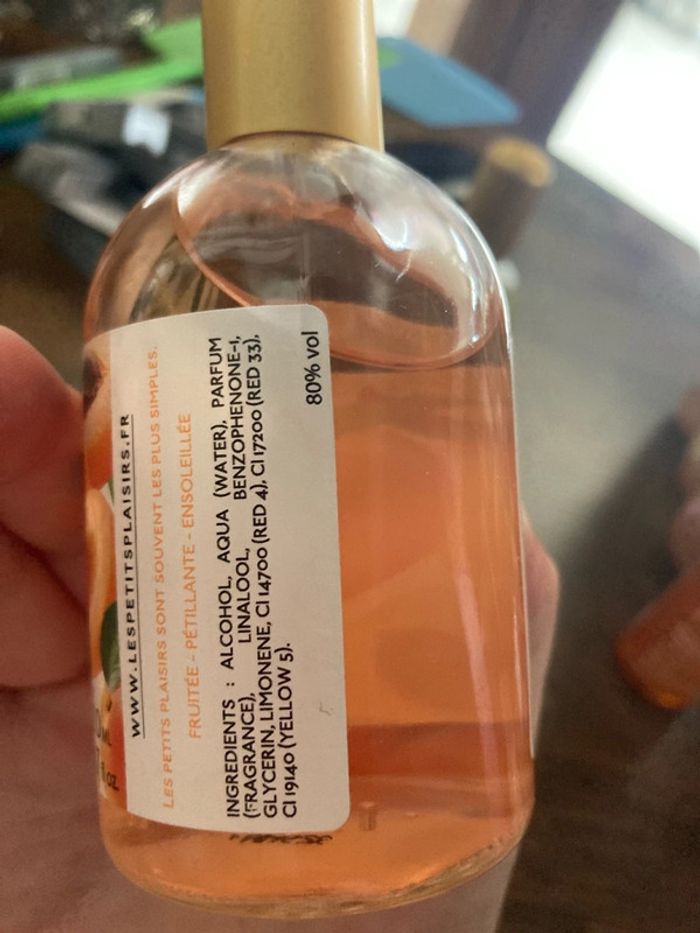 WWW.LESPETITSPLAISIRS.FR
LES PETITS PLAISIRS SONT SOUVENT LES PLUS SIMPLES.
FRUITÉE - PÉTILLANTE - ENSOLEILLÉE
INGREDIENTS : ALCOHOL, AQUA (WATER), PARFUM
(FRAGRANCE), LINALOOL, BENZOPHENONE-1,
GLYCERIN, LIMONENE, CI 14700 (RED 4), CI 17200 (RED 33),
CI 19140 (YELLOW 5).
80% vol